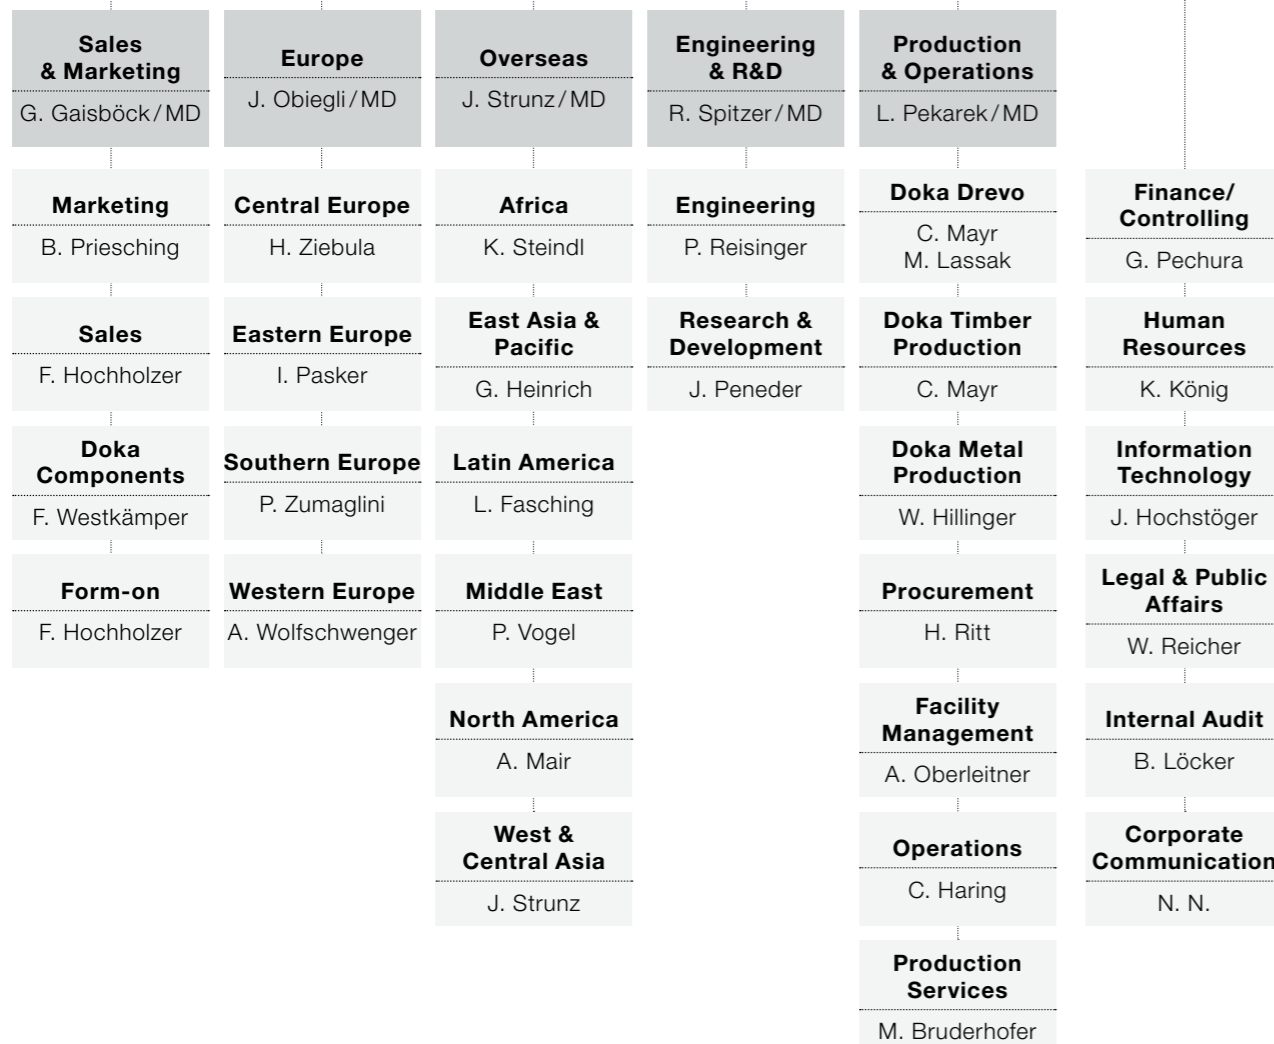 Sales
& Marketing
G. Gaisböck / MD
Marketing
B. Priesching
Sales
F. Hochholzer
Doka
Components
F. Westkämper
Form-on
F. Hochholzer
Europe
J. Obiegli / MD
Central Europe
H. Ziebula
Eastern Europe
I. Pasker
Southern Europe
P. Zumaglini
Western Europe
A. Wolfschwenger
Overseas
J. Strunz / MD
Africa
K. Steindl
East Asia &
Pacific
G. Heinrich
Latin America
L. Fasching
Middle East
P. Vogel
North America
A. Mair
West &
Central Asia
J. Strunz
Engineering
& R&D
R. Spitzer / MD
Engineering
P. Reisinger
Research &
Development
J. Peneder
Production
& Operations
L. Pekarek / MD
Doka Drevo
C. Mayr
M. Lassak
Doka Timber
Production
C. Mayr
Doka Metal
Production
W. Hillinger
Procurement
H. Ritt
Facility
Management
A. Oberleitner
Operations
C. Haring
Production
Services
M. Bruderhofer
Finance/
Controlling
G. Pechura
Human
Resources
K. König
Information
Technology
J. Hochstöger
Legal & Public
Affairs
W. Reicher
Internal Audit
B. Löcker
Corporate
Communication
N. N.